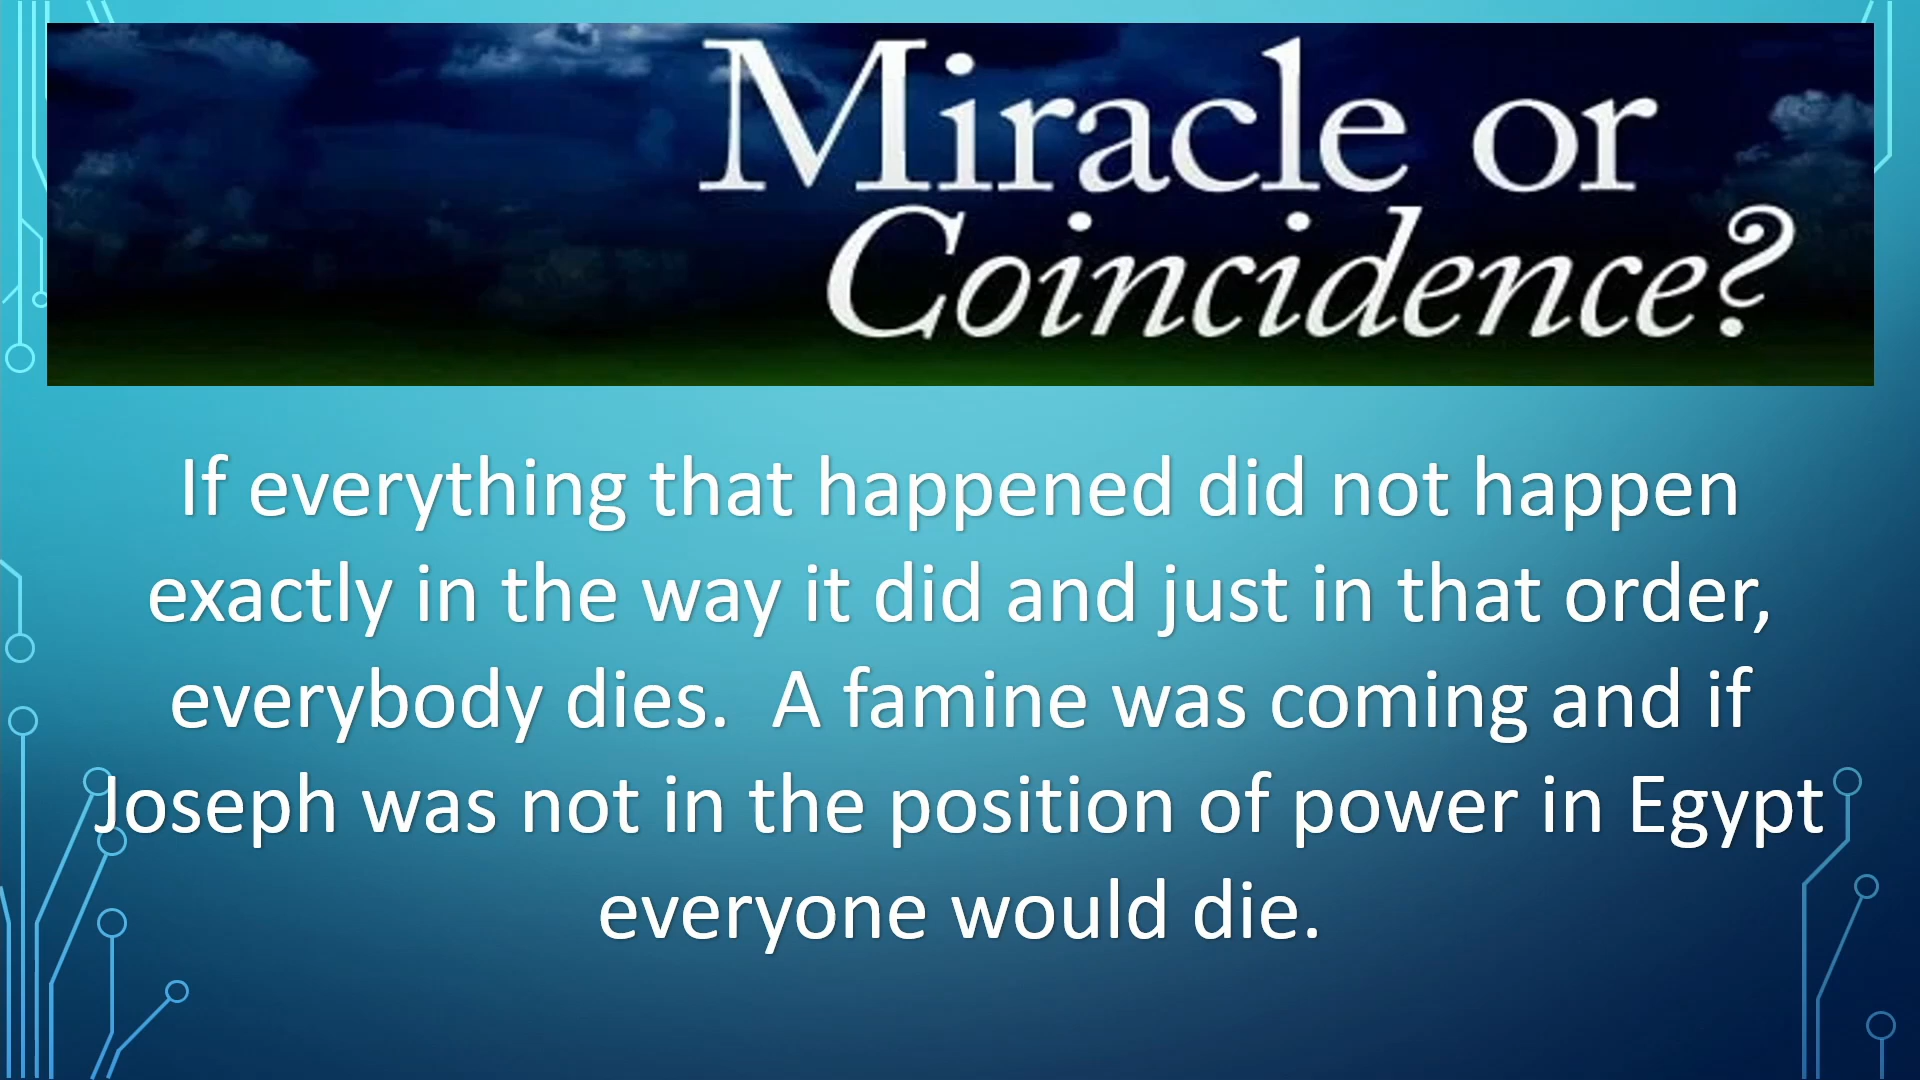 Miracle or
Coincidence?
If everything that happened did not happen
exactly in the way it did and just in that order,
everybody dies.  A famine was coming and if
Joseph was not in the position of power in Egypt
everyone would die.